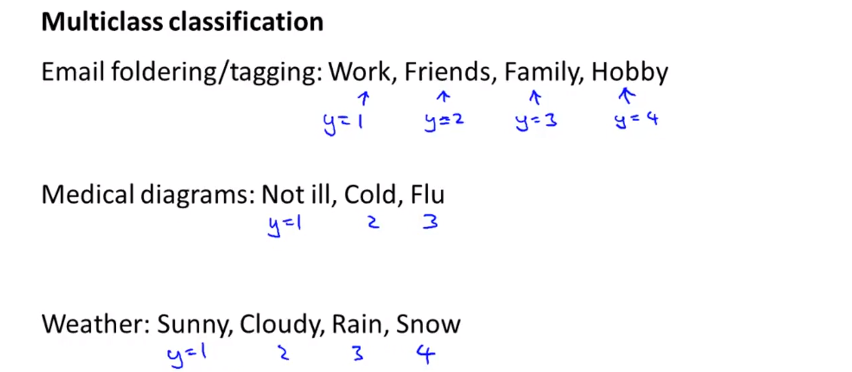 Multiclass classification
Email foldering/tagging: Work, Friends, Family, Hobby
y=1 y=2 y=3 y=4
Medical diagrams: Not ill, Cold, Flu
y=1 2 3
Weather: Sunny, Cloudy, Rain, Snow
y=1 2 3 4